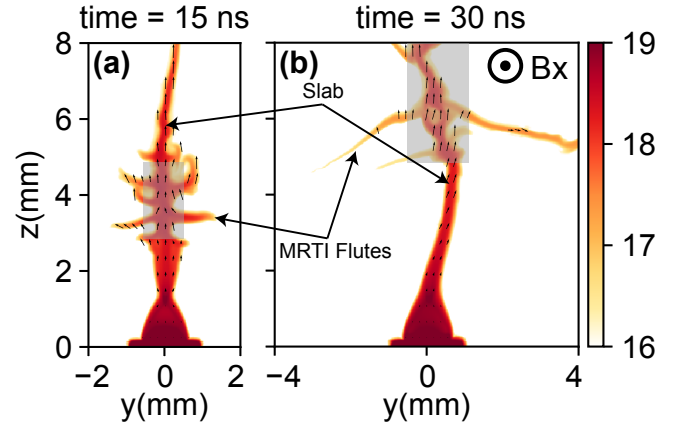 time = 15 ns
time = 30 ns
(a)
(b)
Bx
Slab
MRTI Flutes
z(mm)
8
6
4
2
0
−2
0
2
y(mm)
−4
0
4
y(mm)
19
18
17
16